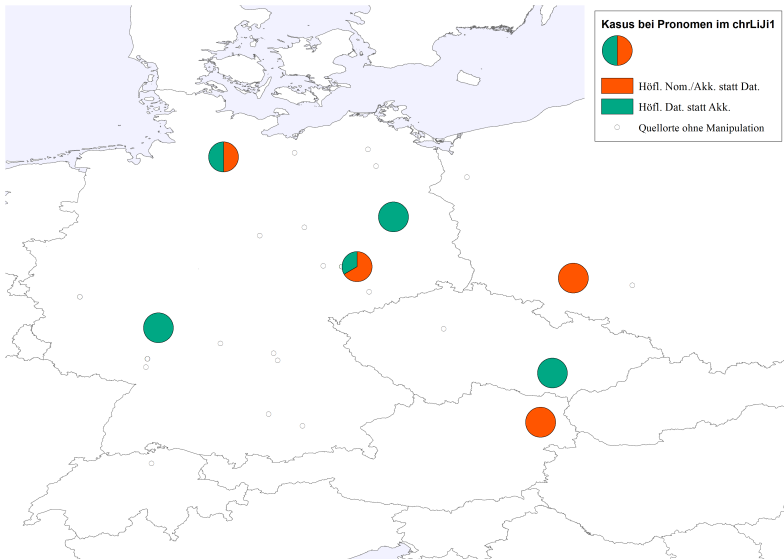 Kasus bei Pronomen im chrLiJi1
Höfl. Nom./Akk. statt Dat.
Höfl. Dat. statt Akk.
Quellorte ohne Manipulation